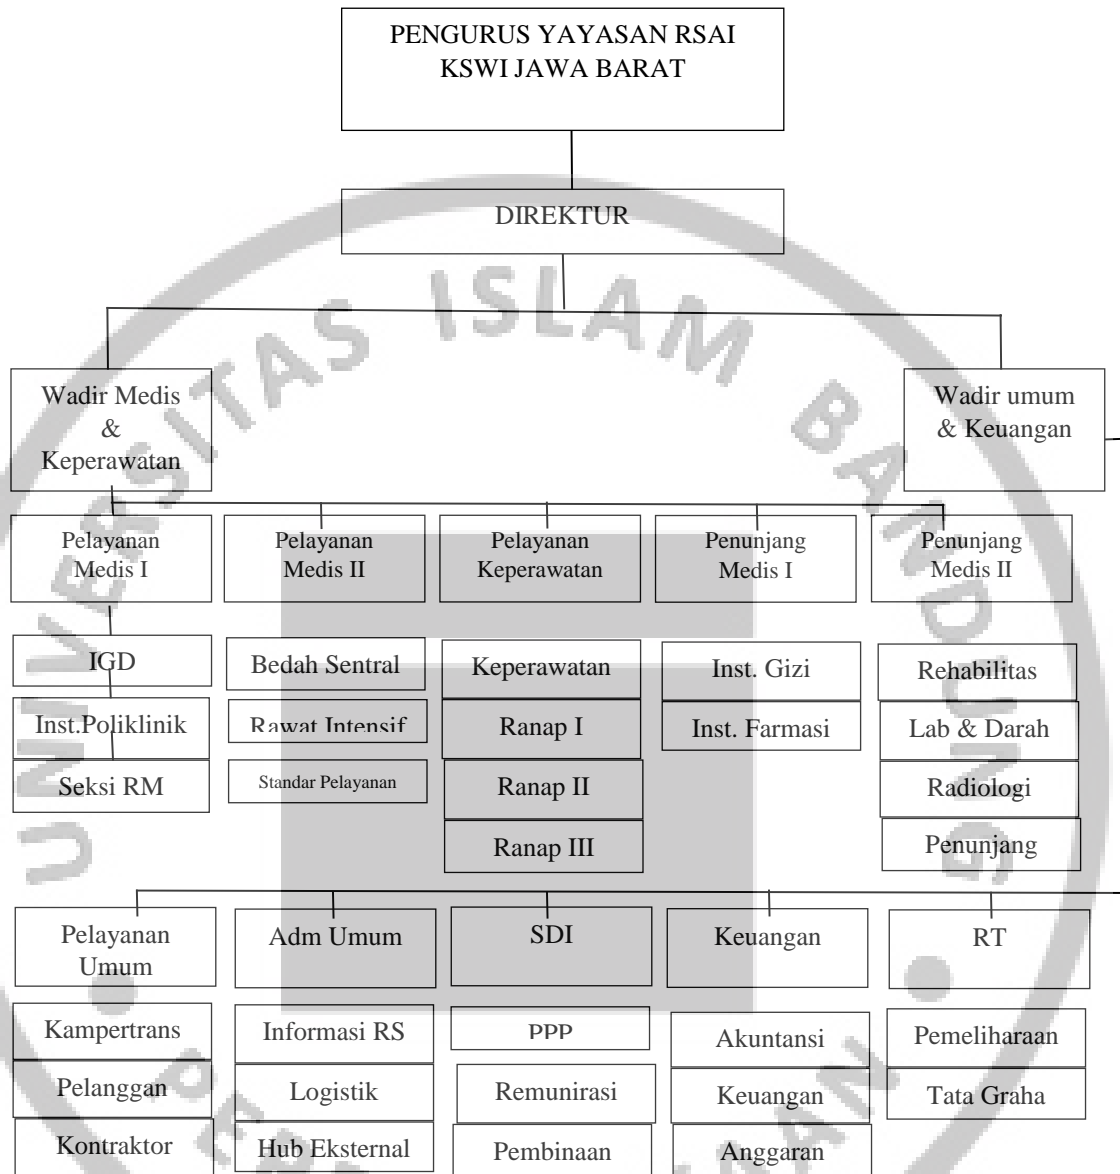 PENGURUS YAYASAN RSAI
KSWI JAWA BARAT
DIREKTUR
Wadir Medis
&
Keperawatan
Wadir umum
& Keuangan
Pelayanan
Medis I
Pelayanan
Medis II
Pelayanan
Keperawatan
Penunjang
Medis I
Penunjang
Medis II
IGD
Inst.Poliklinik
Seksi RM
Bedah Sentral
Rawat Intensif
Standar Pelayanan
Keperawatan
Ranap I
Ranap II
Ranap III
Inst. Gizi
Inst. Farmasi
Rehabilitas
Lab & Darah
Radiologi
Penunjang
Pelayanan
Umum
Adm Umum
SDI
Keuangan
RT
Kampertrans
Pelanggan
Kontraktor
Informasi RS
Logistik
Hub Eksternal
PPP
Remunirasi
Pembinaan
Akuntansi
Keuangan
Anggaran
Pemeliharaan
Tata Graha
UNIVERSITAS ISLAM BANDUNG